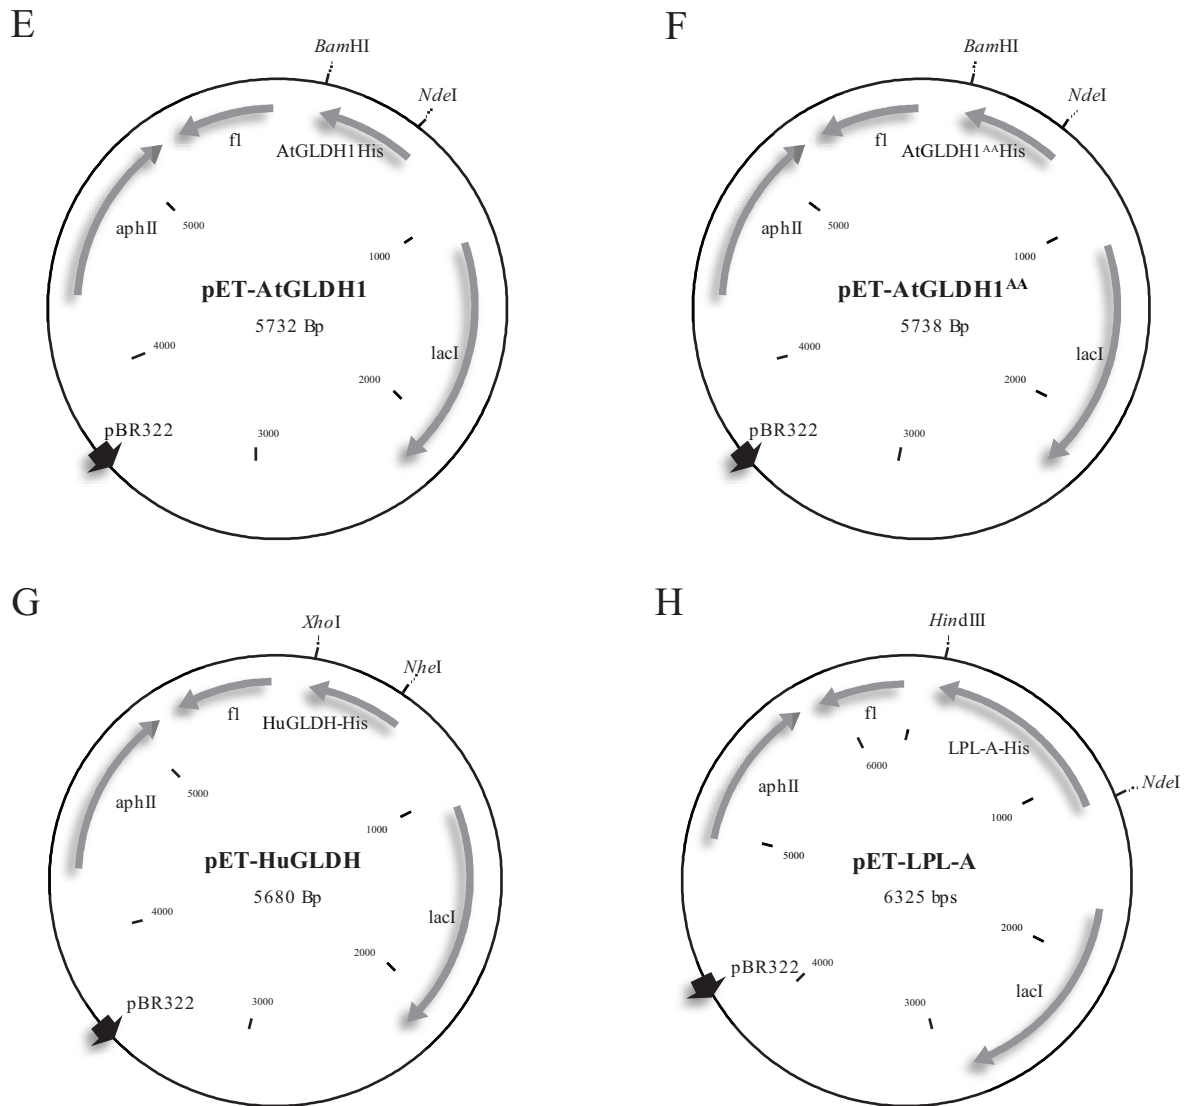 E
BamHI
NdeI
f1
AtGLDH1His
aphII
5000
1000
pET-AtGLDH1
5732 Bp
lacI
4000
2000
pBR322
3000
F
BamHI
NdeI
f1
AtGLDH1ᴬᴬHis
aphII
5000
1000
pET-AtGLDH1ᴬᴬ
5738 Bp
lacI
4000
2000
pBR322
3000
G
XhoI
NheI
f1
HuGLDH-His
aphII
5000
1000
pET-HuGLDH
5680 Bp
lacI
4000
2000
pBR322
3000
H
HindIII
f1
LPL-A-His
6000
aphII
NdeI
1000
5000
pET-LPL-A
6325 bps
2000
pBR322
4000
lacI
3000